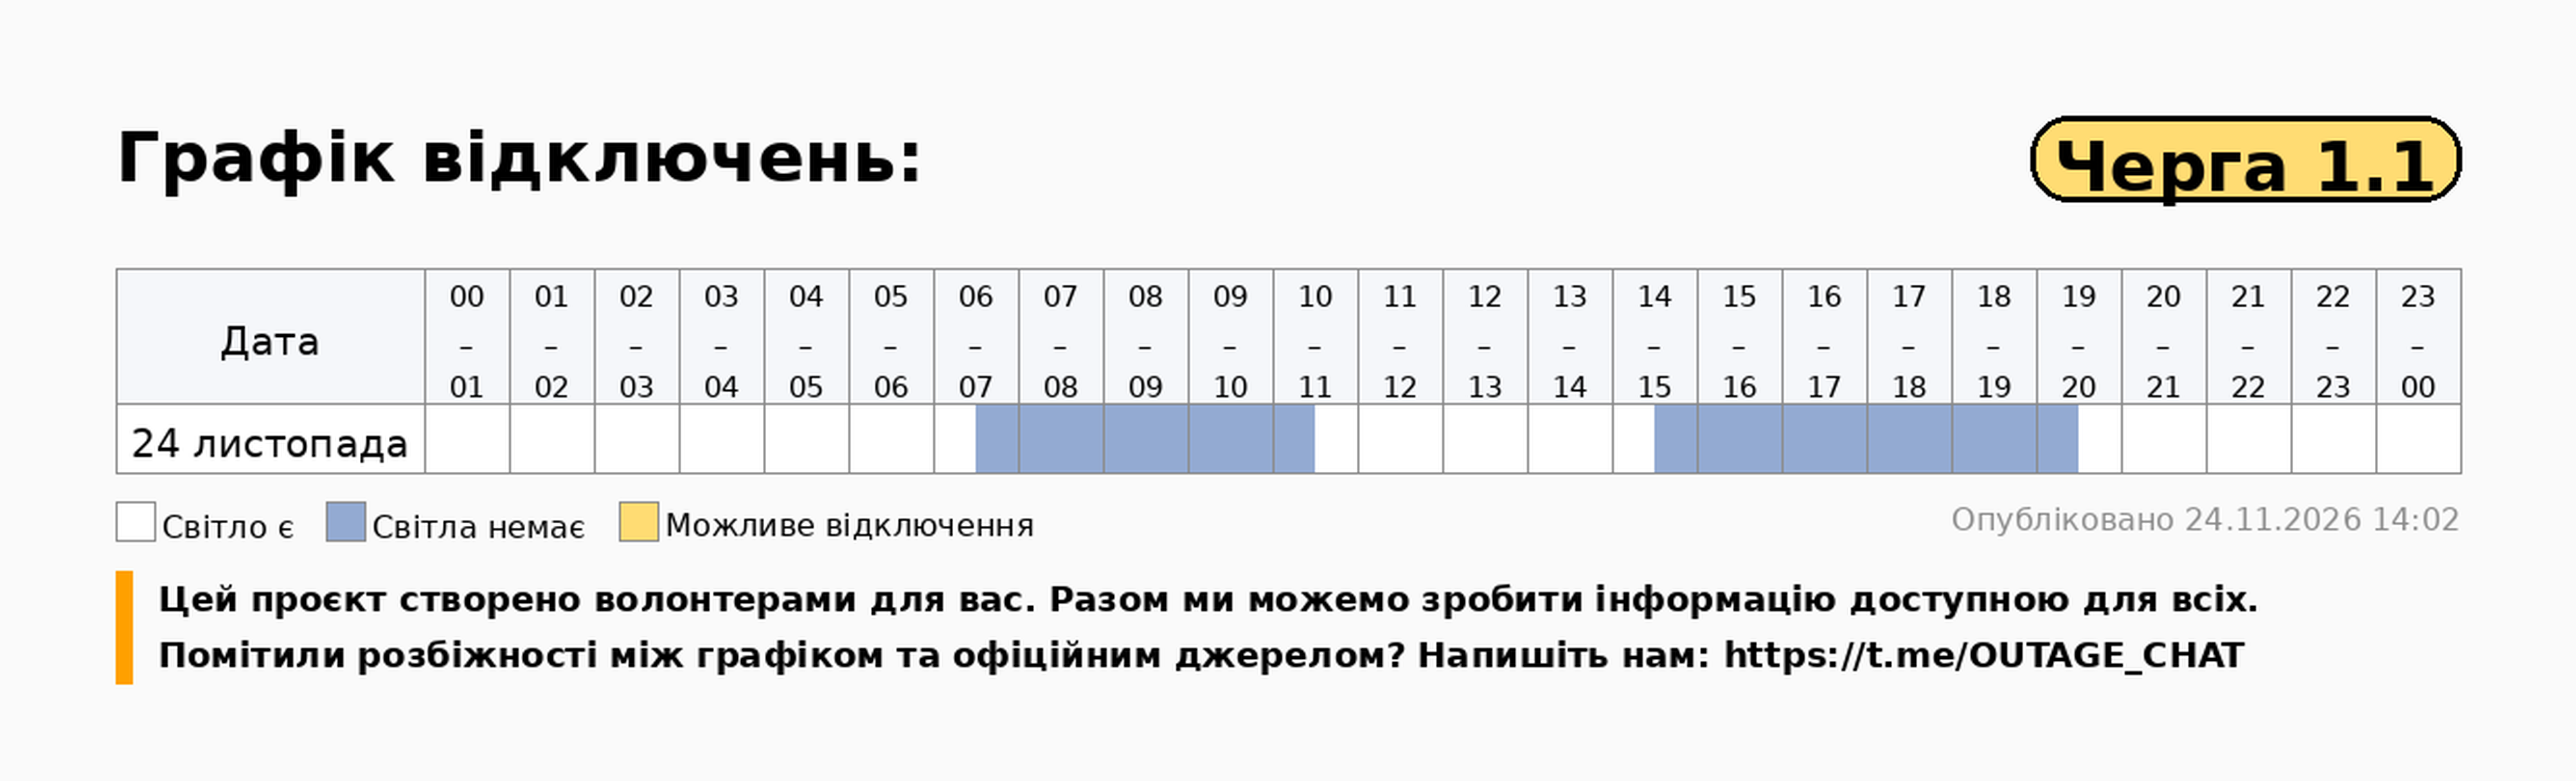 Графік відключень:
Черга 1.1
Дата
00 – 01
01 – 02
02 – 03
03 – 04
04 – 05
05 – 06
06 – 07
07 – 08
08 – 09
09 – 10
10 – 11
11 – 12
12 – 13
13 – 14
14 – 15
15 – 16
16 – 17
17 – 18
18 – 19
19 – 20
20 – 21
21 – 22
22 – 23
23 – 00
24 листопада
Світло є
Світла немає
Можливе відключення
Опубліковано 24.11.2026 14:02
Цей проєкт створено волонтерами для вас. Разом ми можемо зробити інформацію доступною для всіх.
Помітили розбіжності між графіком та офіційним джерелом? Напишіть нам: https://t.me/OUTAGE_CHAT